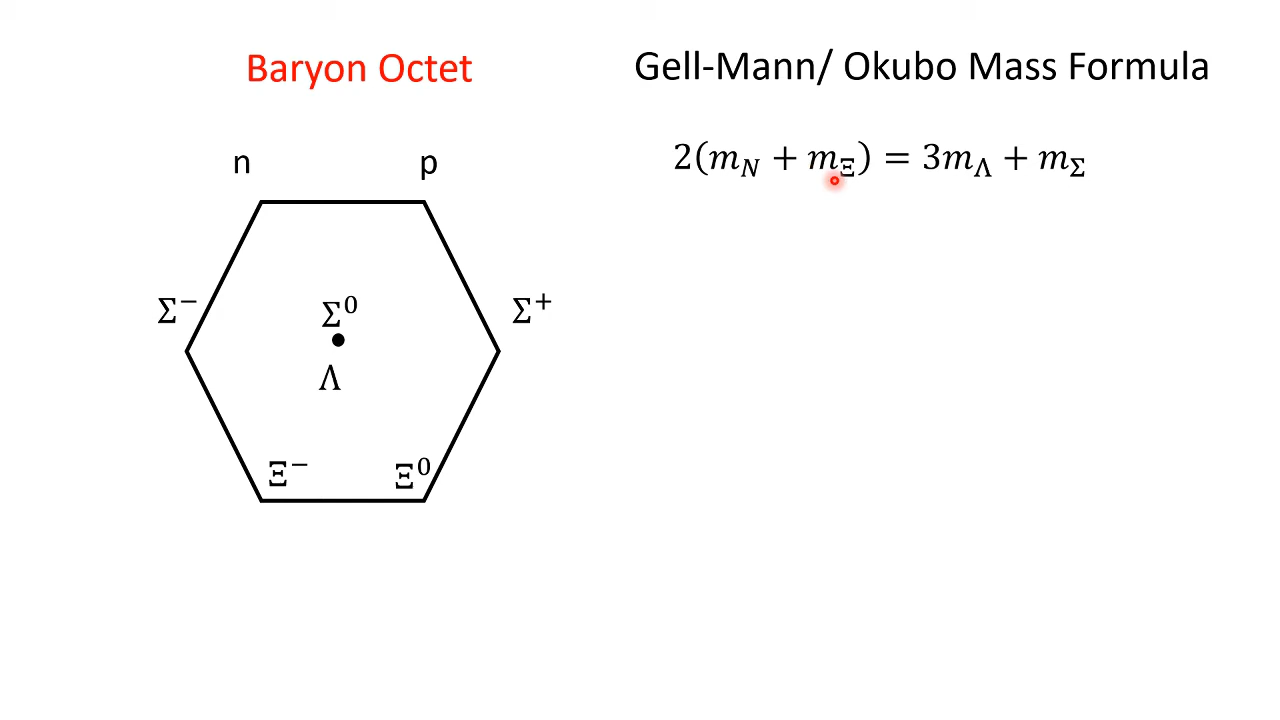 Baryon Octet
Gell-Mann/ Okubo Mass Formula
2(m_N + m_Ξ) = 3m_Λ + m_Σ
n p
Σ⁻ Σ⁰ Σ⁺
Λ
Ξ⁻ Ξ⁰